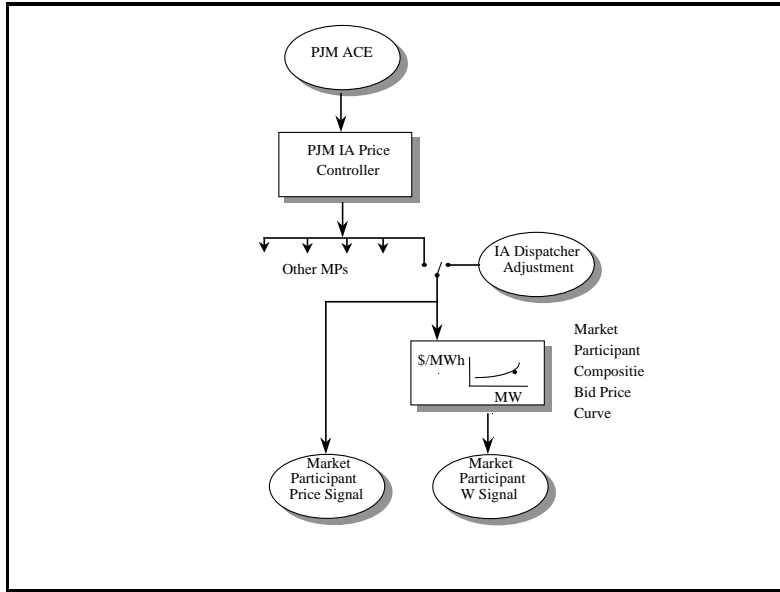 PJM ACE
PJM IA Price
Controller
Other MPs
IA Dispatcher
Adjustment
$/MWh
MW
Market
Participant
Compositie
Bid Price
Curve
Market
Participant
Price Signal
Market
Participant
W Signal